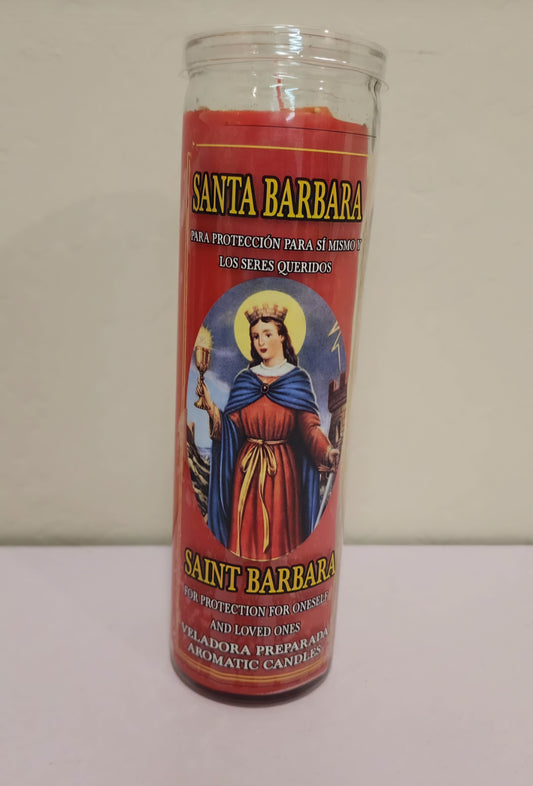 SANTA BARBARA
PARA PROTECCIÓN PARA SÍ MISMO Y
LOS SERES QUERIDOS
SAINT BARBARA
FOR PROTECTION FOR ONESELF
AND LOVED ONES
VELADORA PREPARADA
AROMATIC CANDLES